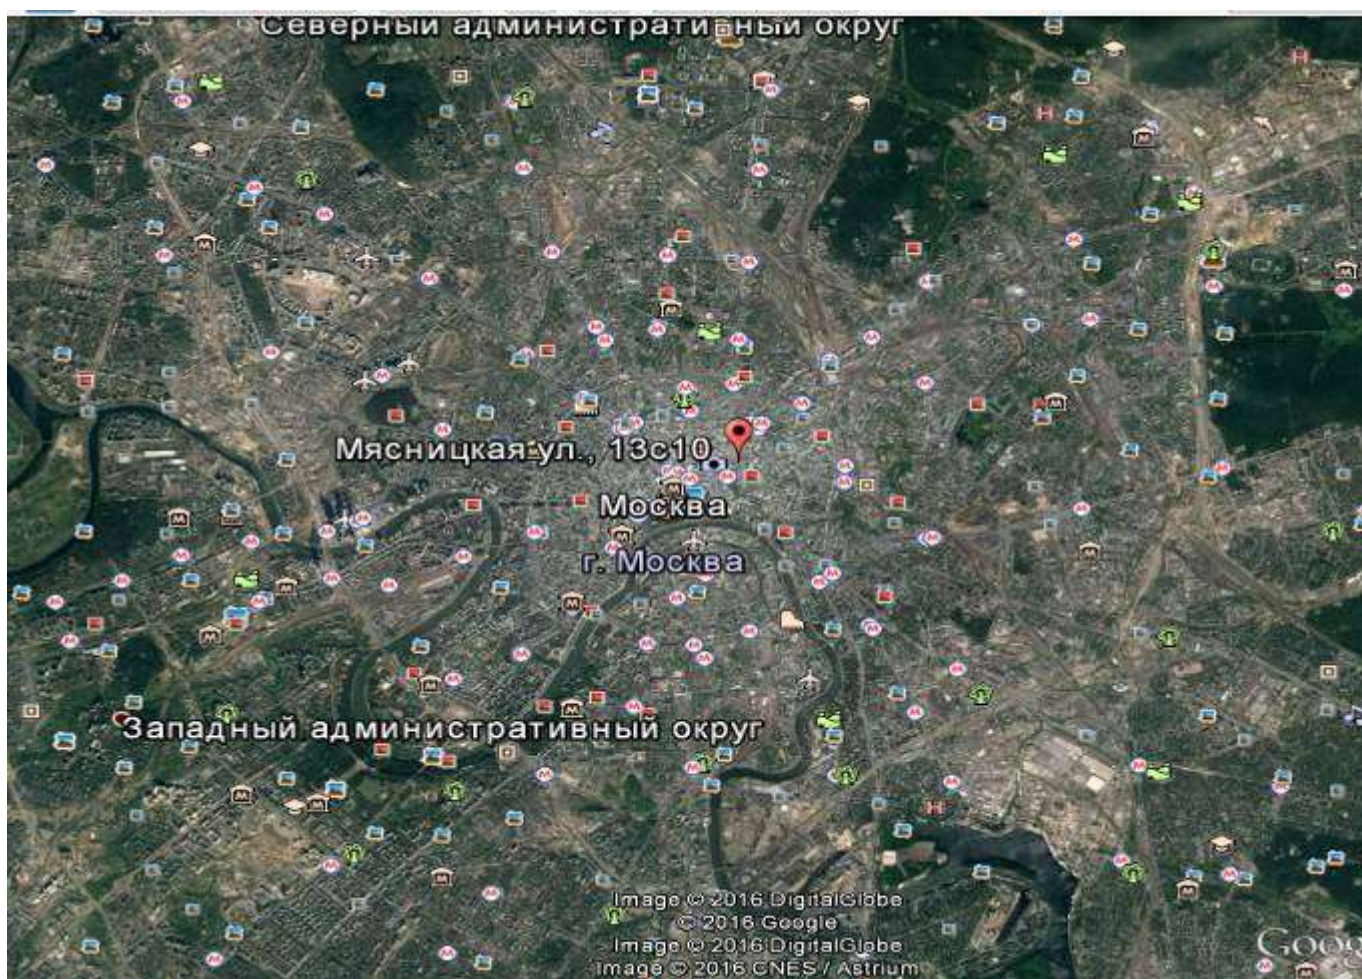 Северный административный округ
Мясницкая ул., 13с10
Москва
г. Москва
Западный административный округ
Image © 2016 DigitalGlobe
© 2016 Google
Image © 2016 DigitalGlobe
Image © 2016 CNES / Astrium